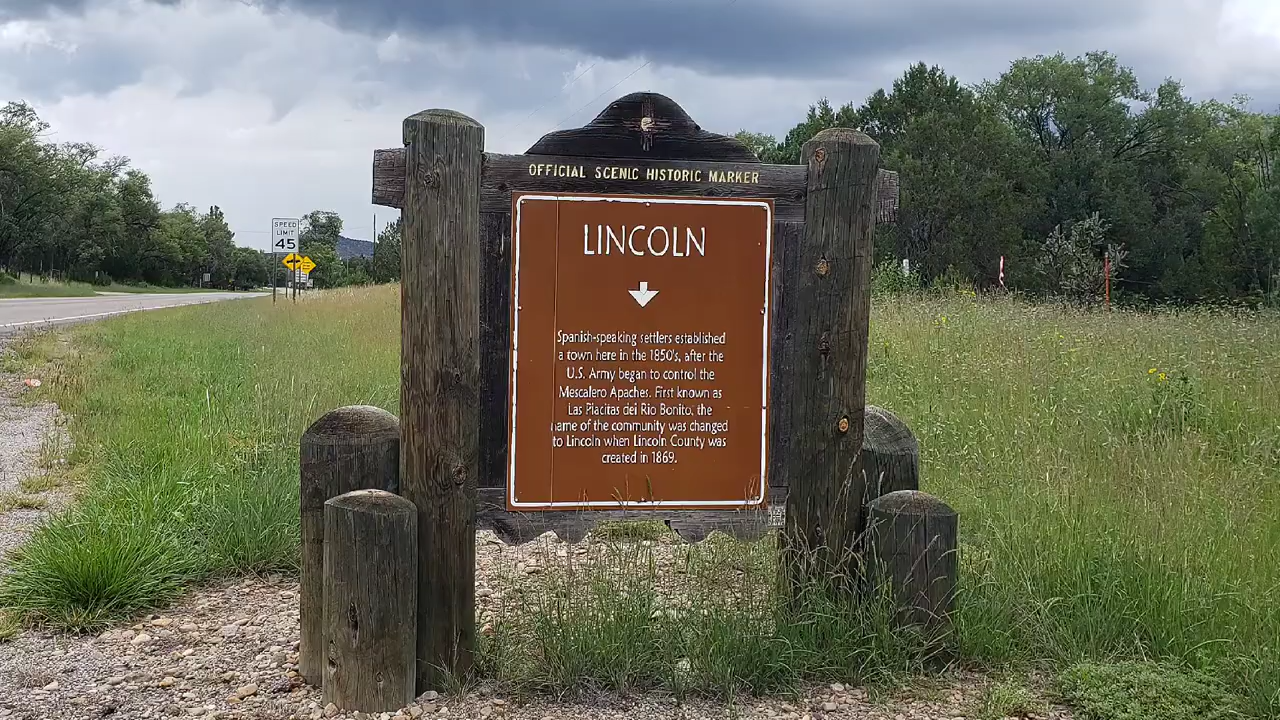 OFFICIAL SCENIC HISTORIC MARKER
LINCOLN
Spanish-speaking settlers established
a town here in the 1850's, after the
U.S. Army began to control the
Mescalero Apaches. First known as
Las Placitas del Rio Bonito, the
name of the community was changed
to Lincoln when Lincoln County was
created in 1869.
SPEED
LIMIT
45